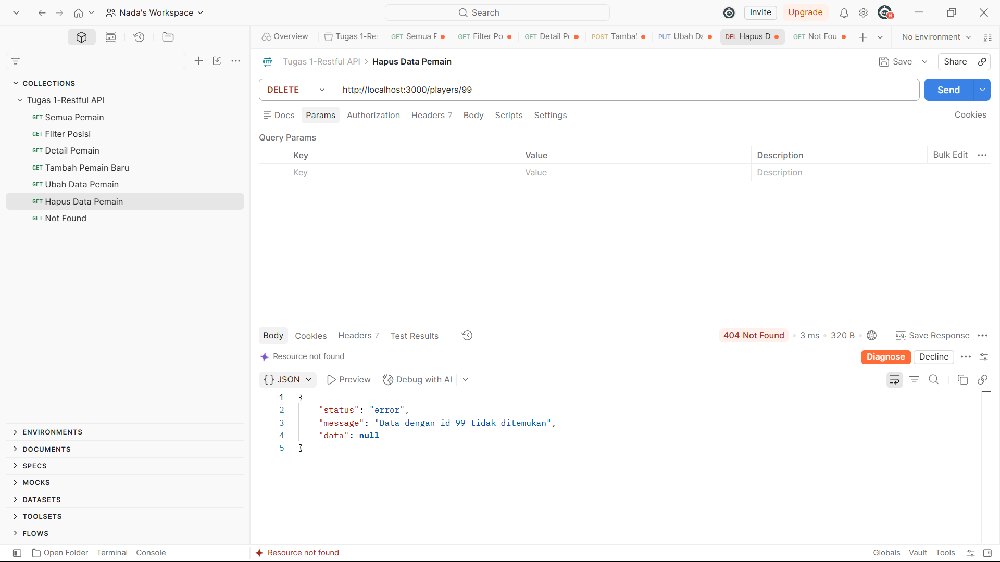 Nada's Workspace
Search
Invite
Upgrade
Overview
Tugas 1-Re
GET Semua F
GET Filter Po
GET Detail Pe
POST Tambal
PUT Ubah Da
DEL Hapus D
GET Not Fou
No Environment
HTTP Tugas 1-Restful API > Hapus Data Pemain
Save
Share
COLLECTIONS
Tugas 1-Restful API
GET Semua Pemain
GET Filter Posisi
GET Detail Pemain
GET Tambah Pemain Baru
GET Ubah Data Pemain
GET Hapus Data Pemain
GET Not Found
DELETE http://localhost:3000/players/99
Send
Docs Params Authorization Headers 7 Body Scripts Settings
Cookies
Query Params
Key Value Description Bulk Edit
Key Value Description
Body Cookies Headers 7 Test Results
404 Not Found 3 ms 320 B e.g. Save Response
Resource not found
Diagnose Decline
{} JSON Preview Debug with AI
1 {
2 "status": "error",
3 "message": "Data dengan id 99 tidak ditemukan",
4 "data": null
5 }
ENVIRONMENTS
DOCUMENTS
SPECS
MOCKS
DATASETS
TOOLSETS
FLOWS
Open Folder Terminal Console
Resource not found
Globals Vault Tools